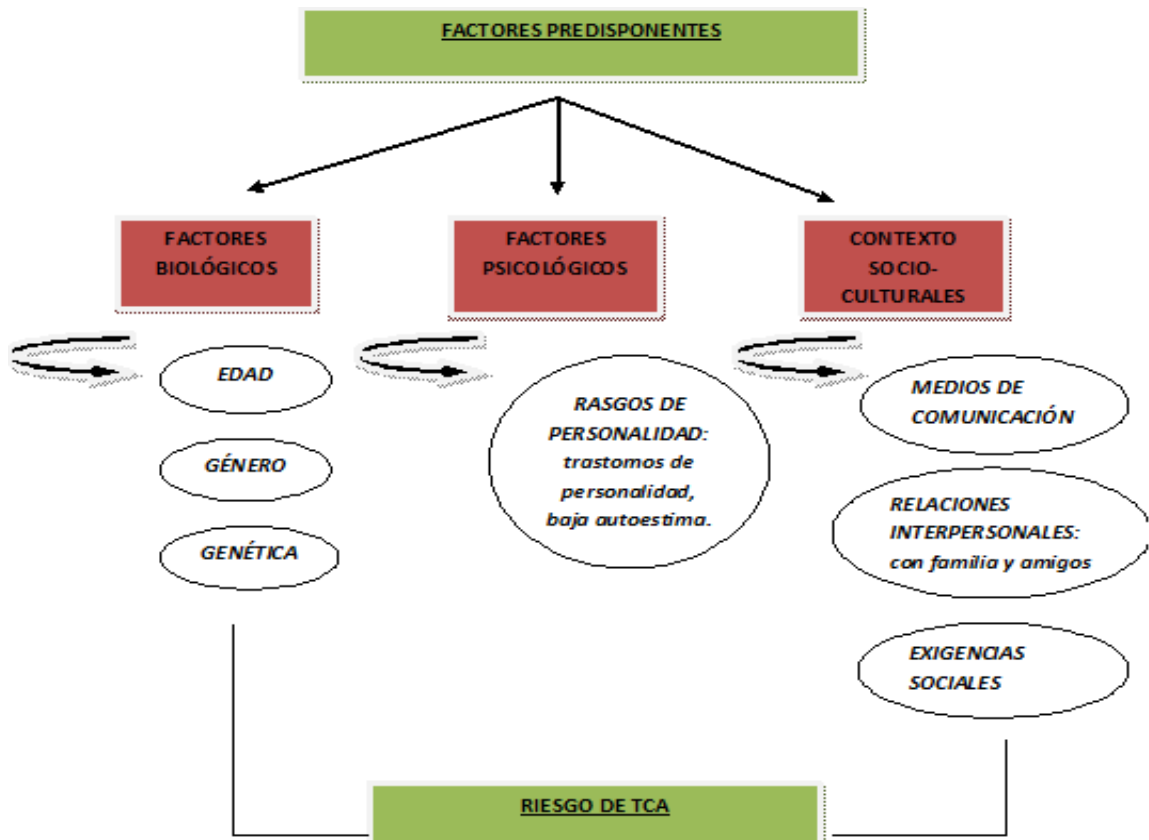 FACTORES PREDISPONENTES
FACTORES
BIOLÓGICOS
FACTORES
PSICOLÓGICOS
CONTEXTO
SOCIO-
CULTURALES
EDAD
GÉNERO
GENÉTICA
RASGOS DE
PERSONALIDAD:
trastornos de
personalidad,
baja autoestima.
MEDIOS DE
COMUNICACIÓN
RELACIONES
INTERPERSONALES:
con familia y amigos
EXIGENCIAS
SOCIALES
RIESGO DE TCA